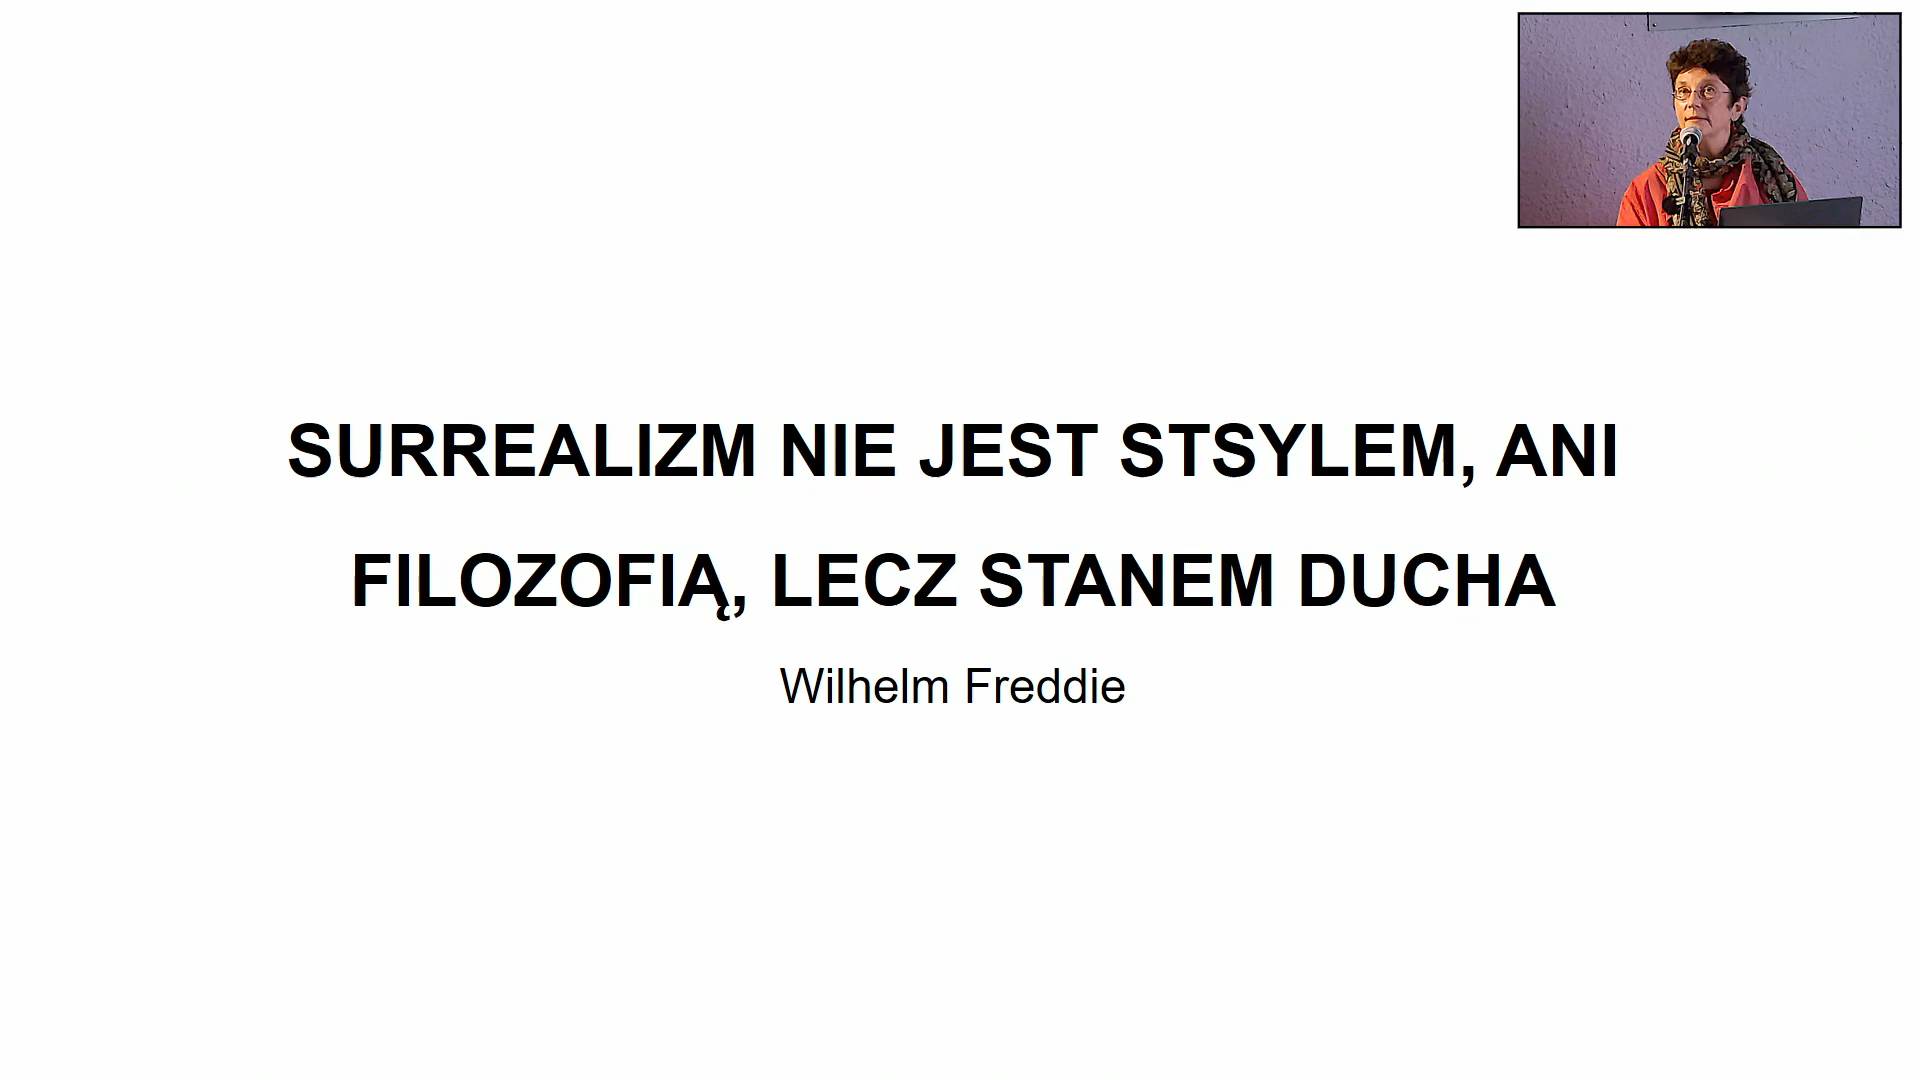 SURREALIZM NIE JEST STSYLEM, ANI
FILOZOFIĄ, LECZ STANEM DUCHA
Wilhelm Freddie